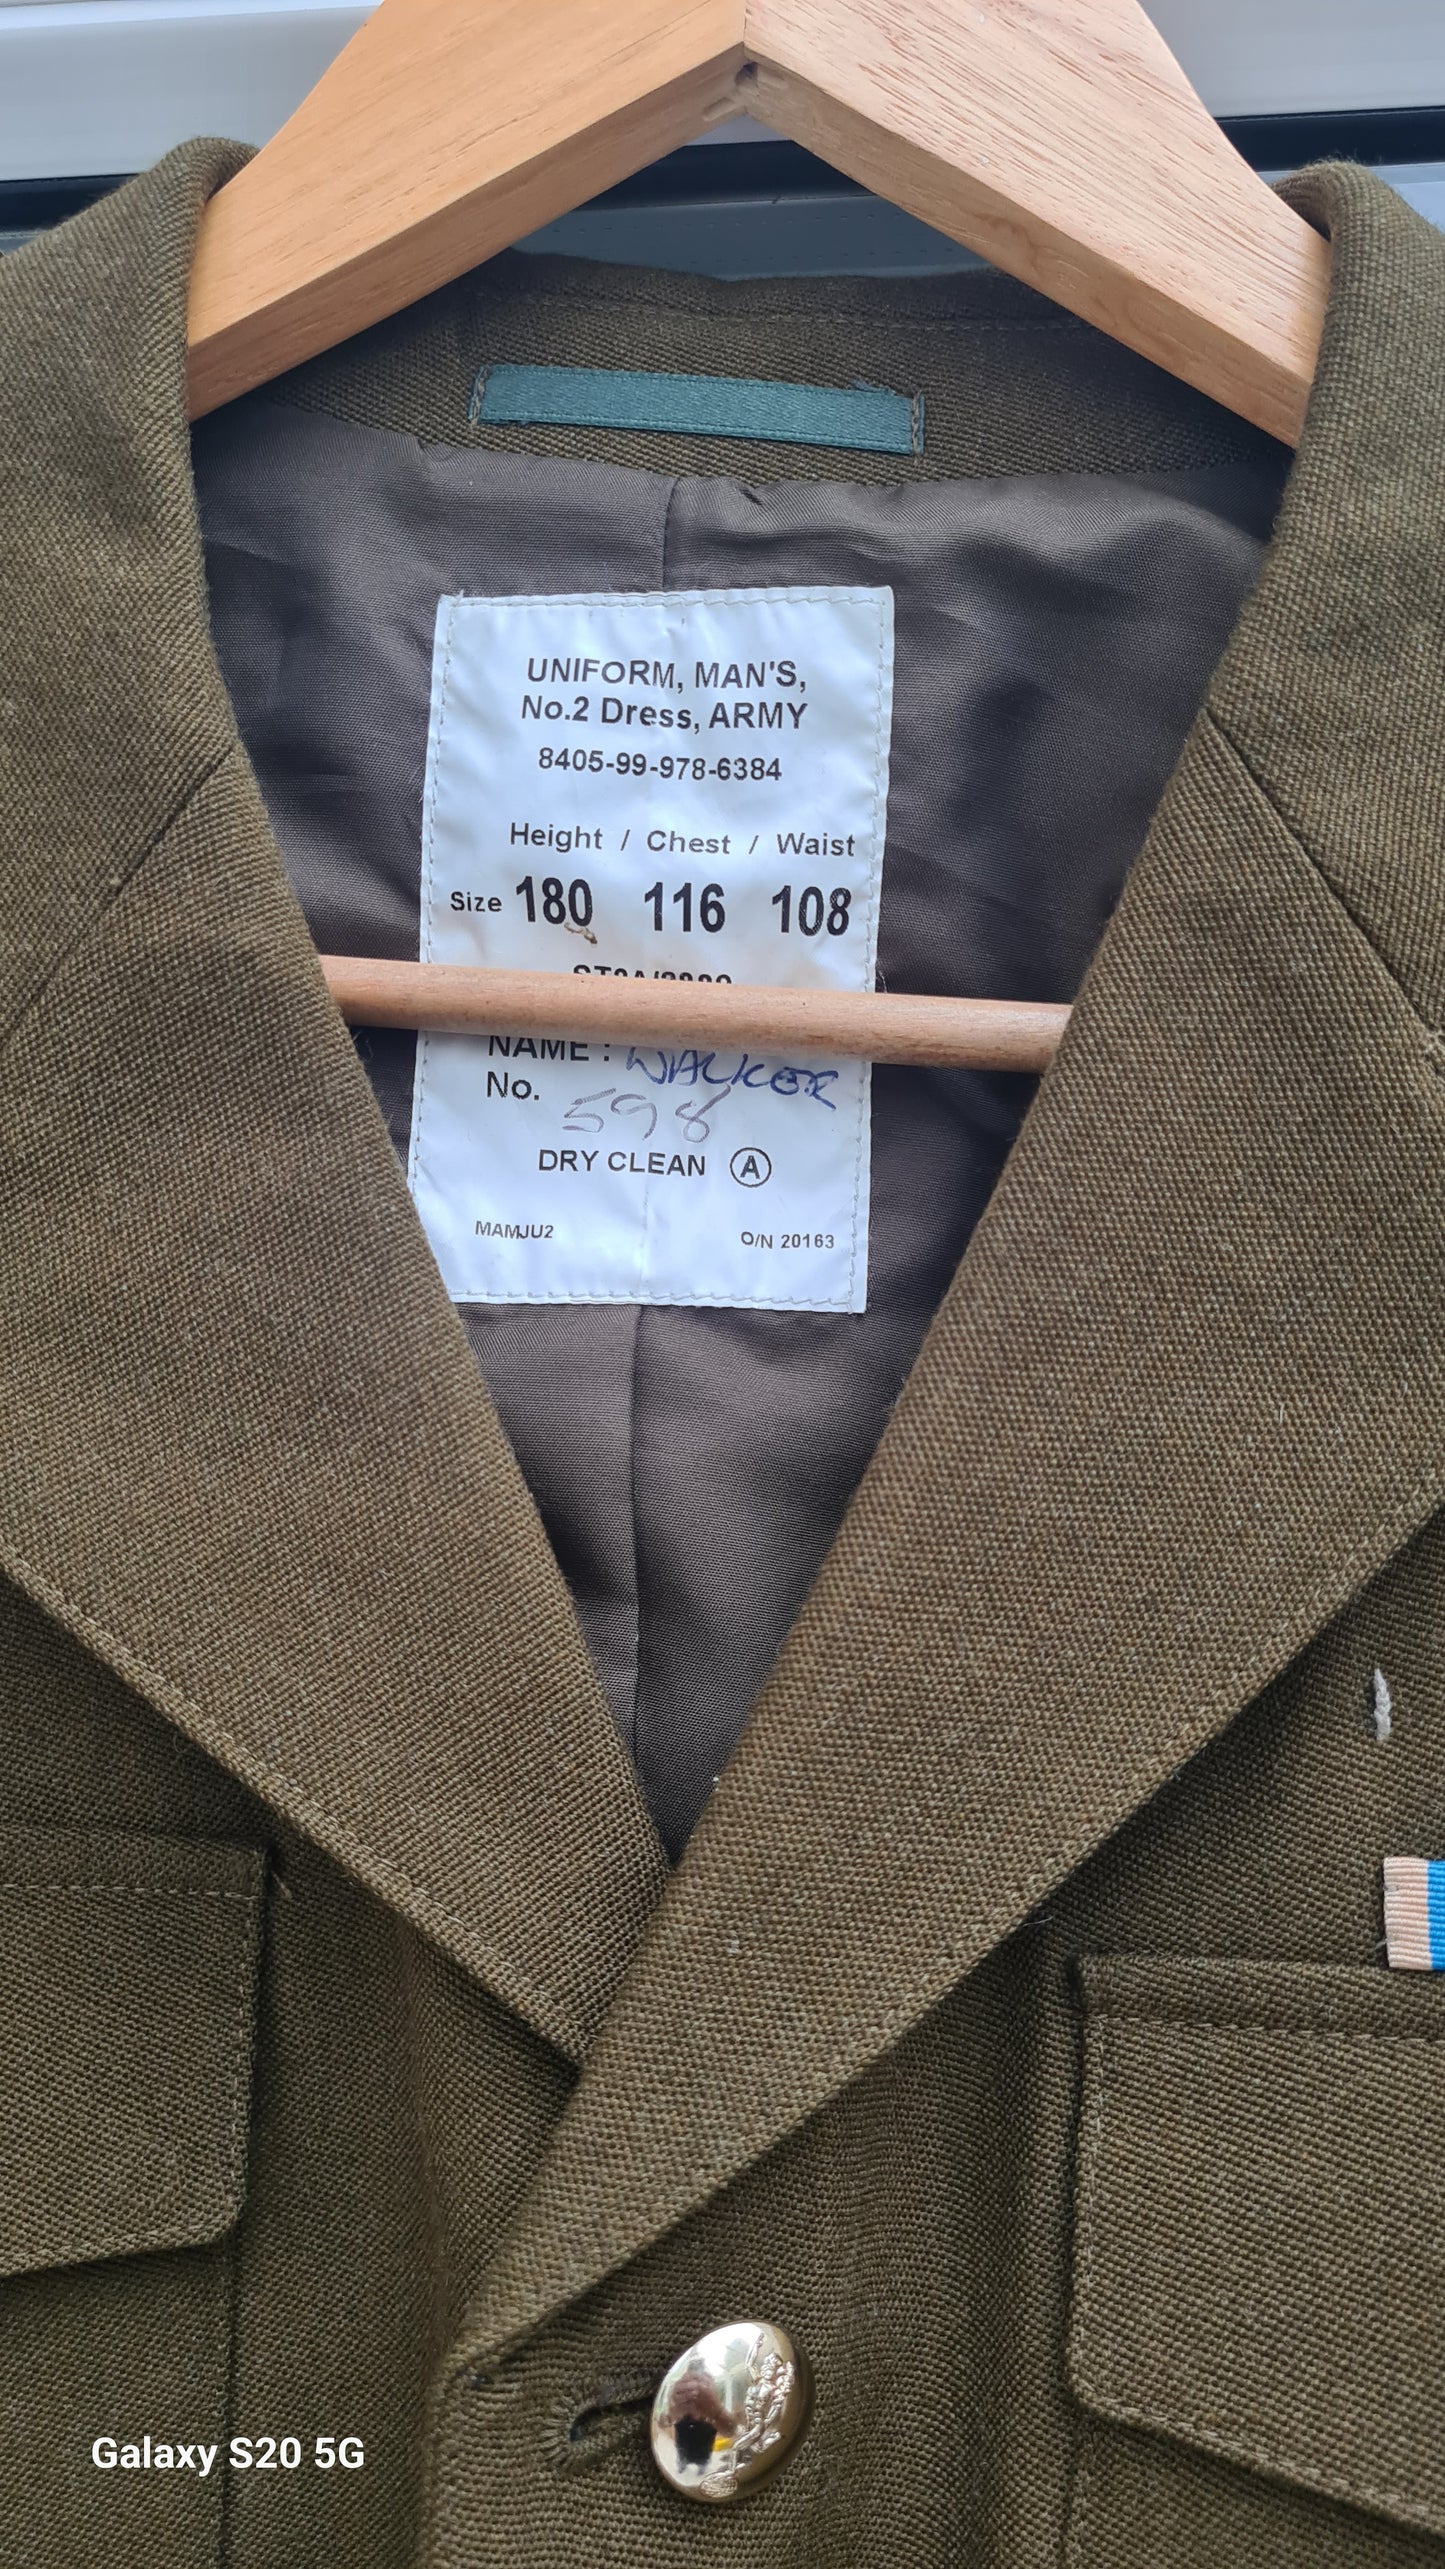 UNIFORM, MAN'S,
No.2 Dress, ARMY
8405-99-978-6384
Height / Chest / Waist
Size 180 116 108
NAME : WALKER
No. 598
DRY CLEAN A
MAMJU2 O/N 20163
Galaxy S20 5G